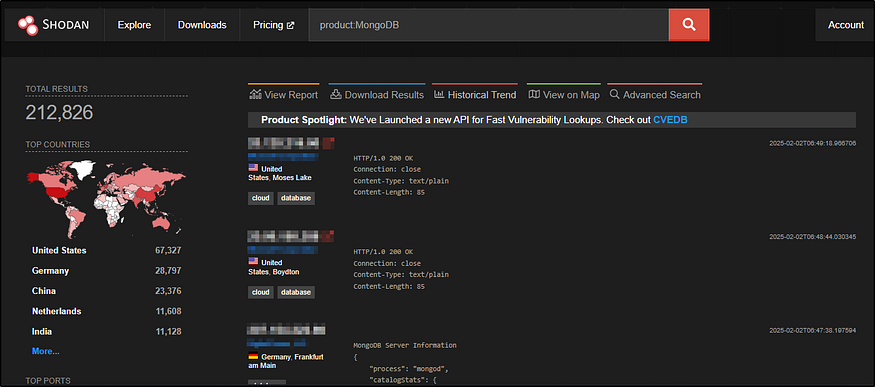 SHODAN Explore Downloads Pricing product:MongoDB Account
TOTAL RESULTS
212,826
TOP COUNTRIES
United States 67,327
Germany 28,797
China 23,376
Netherlands 11,608
India 11,128
More...
TOP PORTS
View Report Download Results Historical Trend View on Map Advanced Search
Product Spotlight: We've Launched a new API for Fast Vulnerability Lookups. Check out CVEDB
2025-02-02T06:49:18.966706
United
States, Moses Lake
cloud database
HTTP/1.0 200 OK
Connection: close
Content-Type: text/plain
Content-Length: 85
2025-02-02T06:48:44.030345
United
States, Boydton
cloud database
HTTP/1.0 200 OK
Connection: close
Content-Type: text/plain
Content-Length: 85
2025-02-02T06:47:38.197594
Germany, Frankfurt
am Main
MongoDB Server Information
{
"process": "mongod",
"catalogStats": {